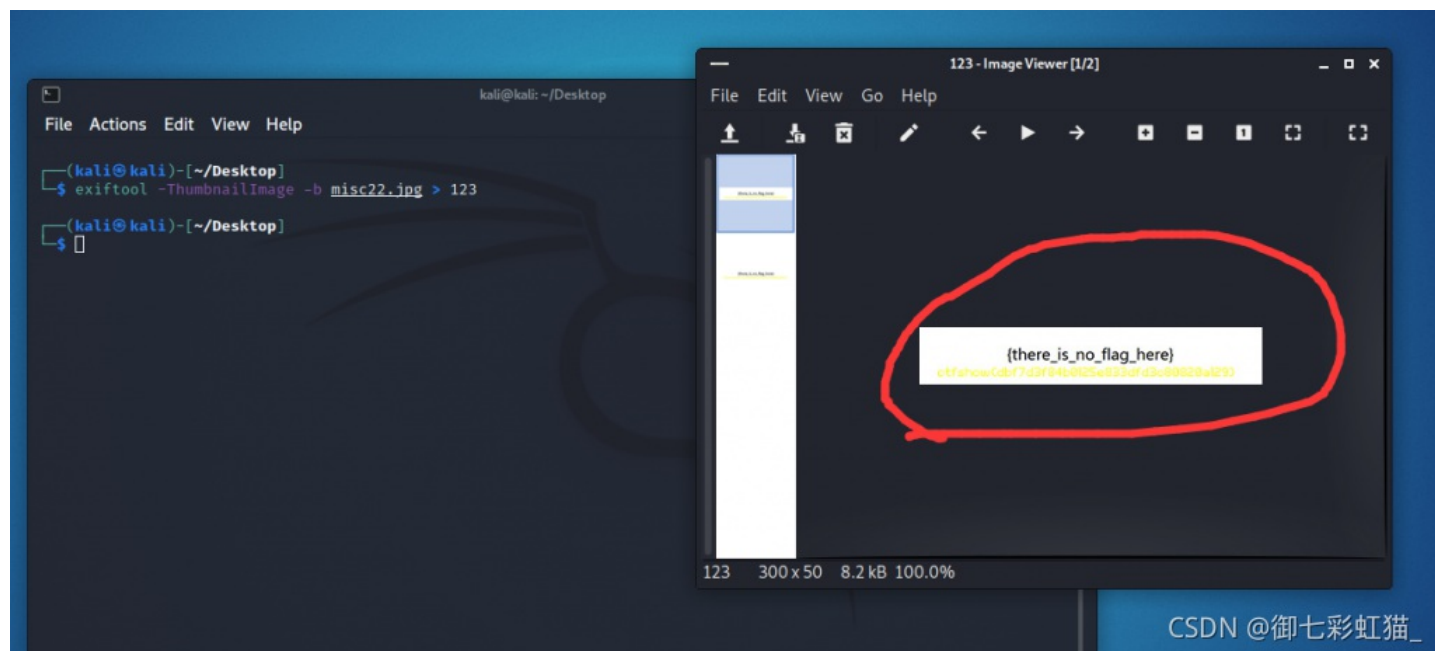 kali@kali: ~/Desktop
File Actions Edit View Help
┌──(kali㉿kali)-[~/Desktop]
└─$ exiftool -ThumbnailImage -b misc22.jpg > 123
┌──(kali㉿kali)-[~/Desktop]
└─$
123 - Image Viewer [1/2]
File Edit View Go Help
{there_is_no_flag_here}
123 300 x 50 8.2 kB 100.0%
CSDN @御七彩虹猫_